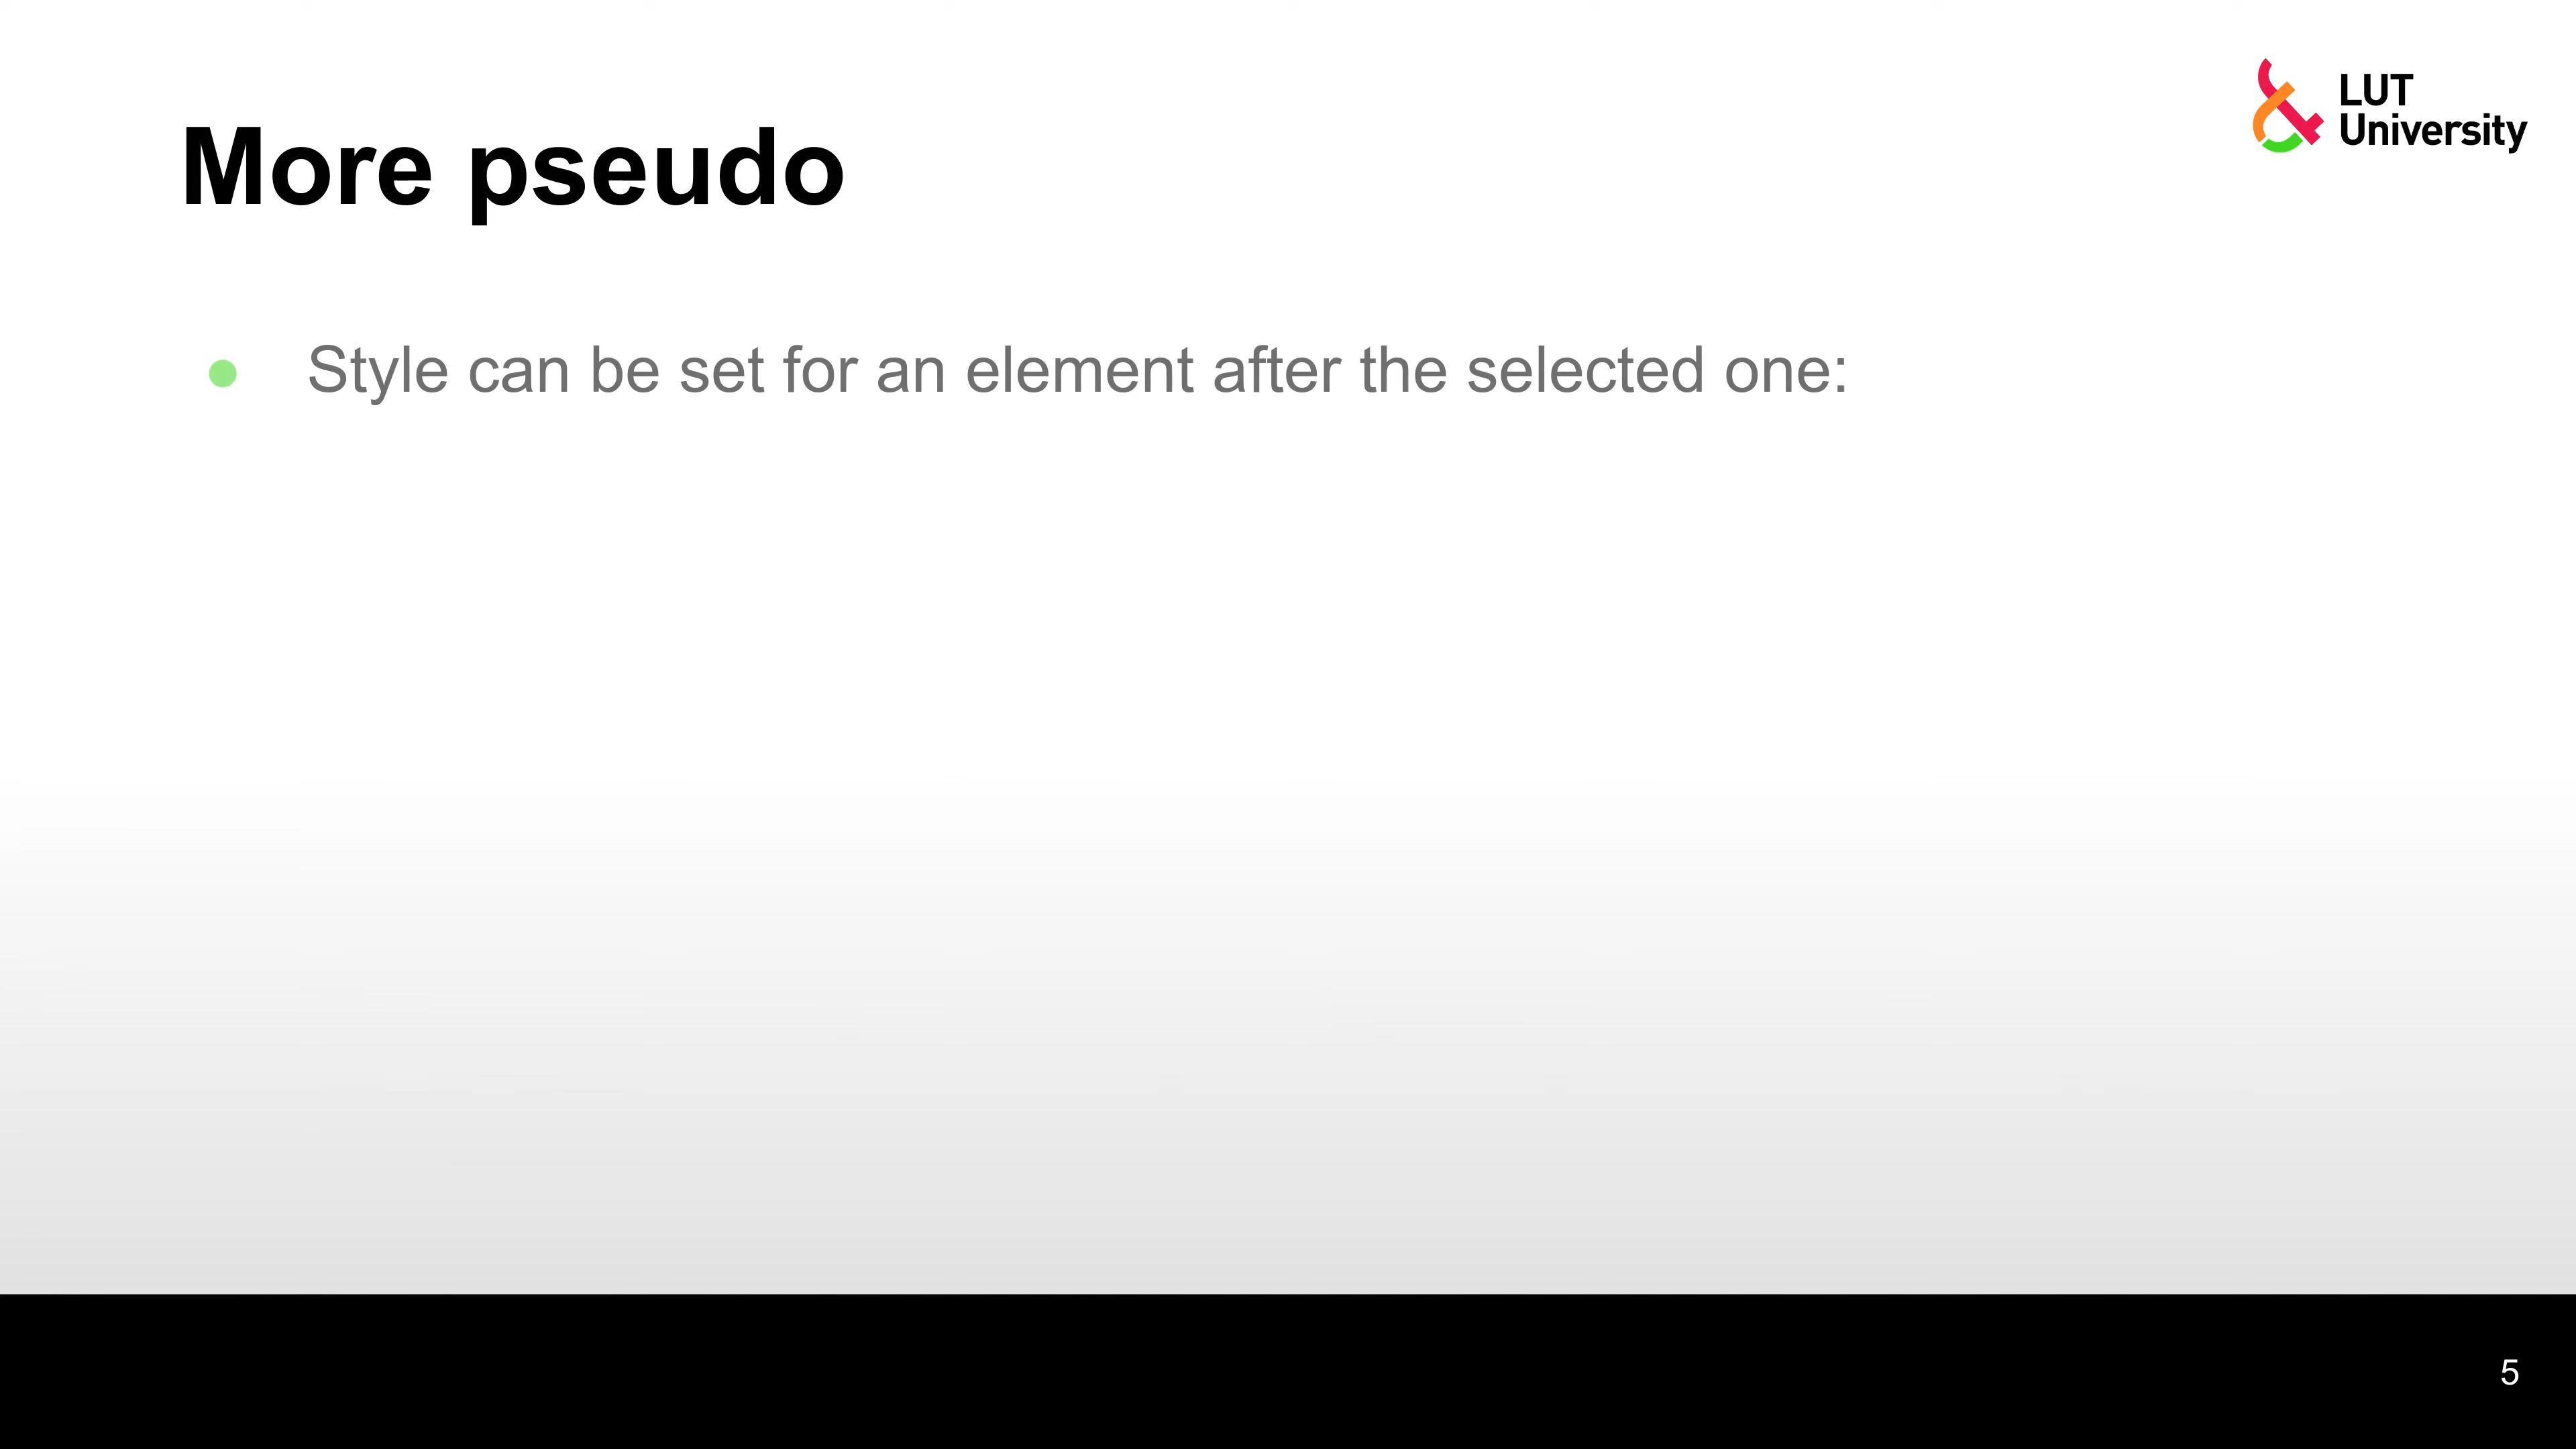 LUT
University
More pseudo
● Style can be set for an element after the selected one:
5